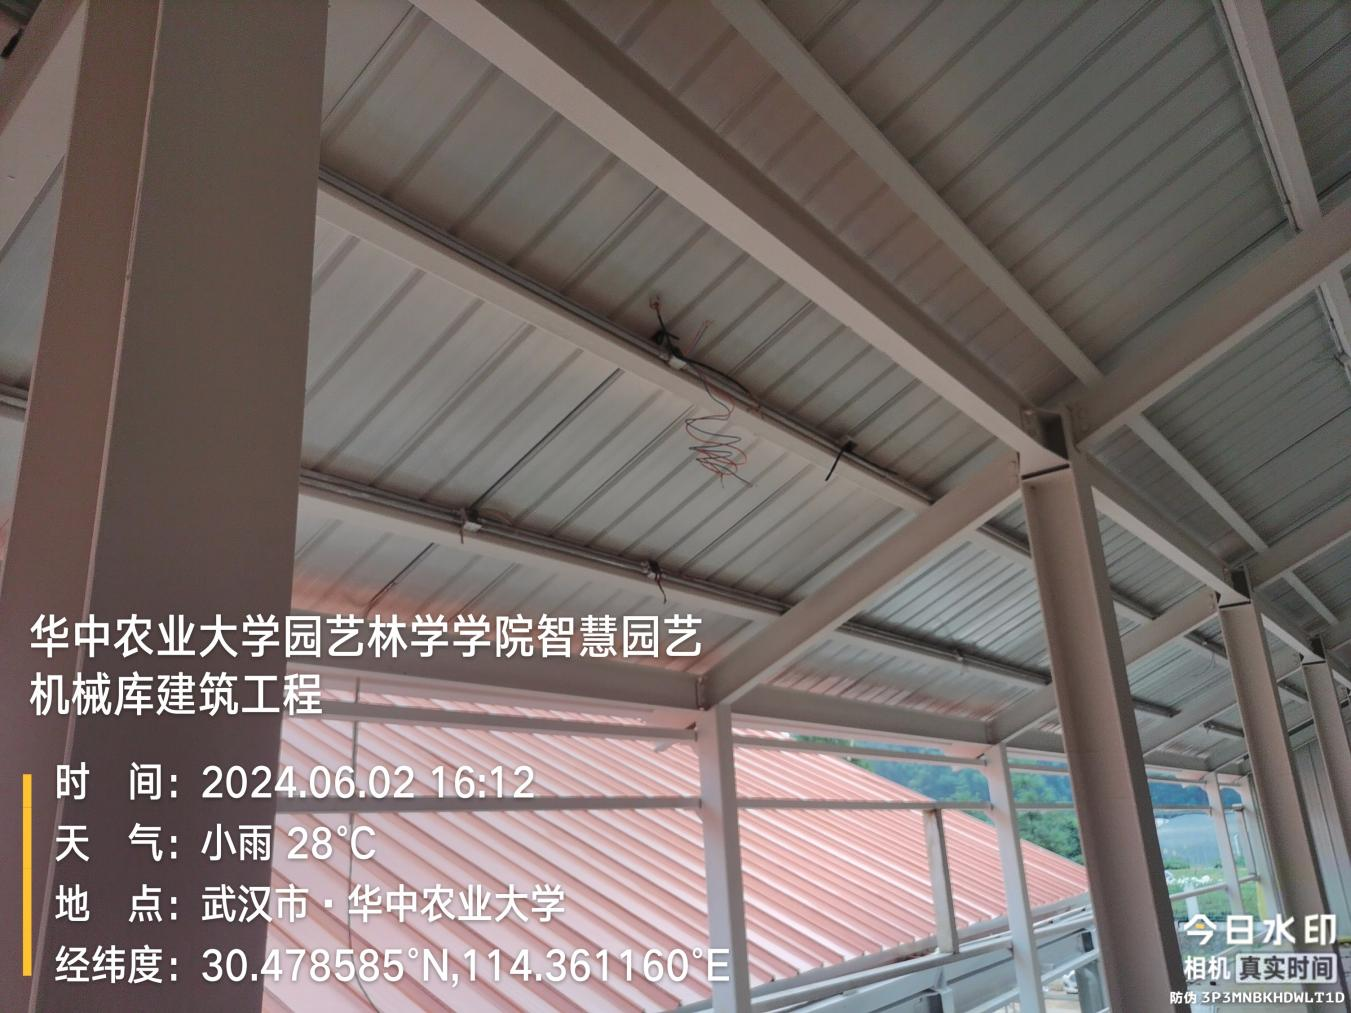 华中农业大学园艺林学学院智慧园艺
机械库建筑工程
时 间：2024.06.02 16:12
天 气：小雨 28℃
地 点：武汉市·华中农业大学
经纬度：30.478585°N,114.361160°E
今日水印
相机 真实时间
防伪 3P3MNBKHDWLT1D